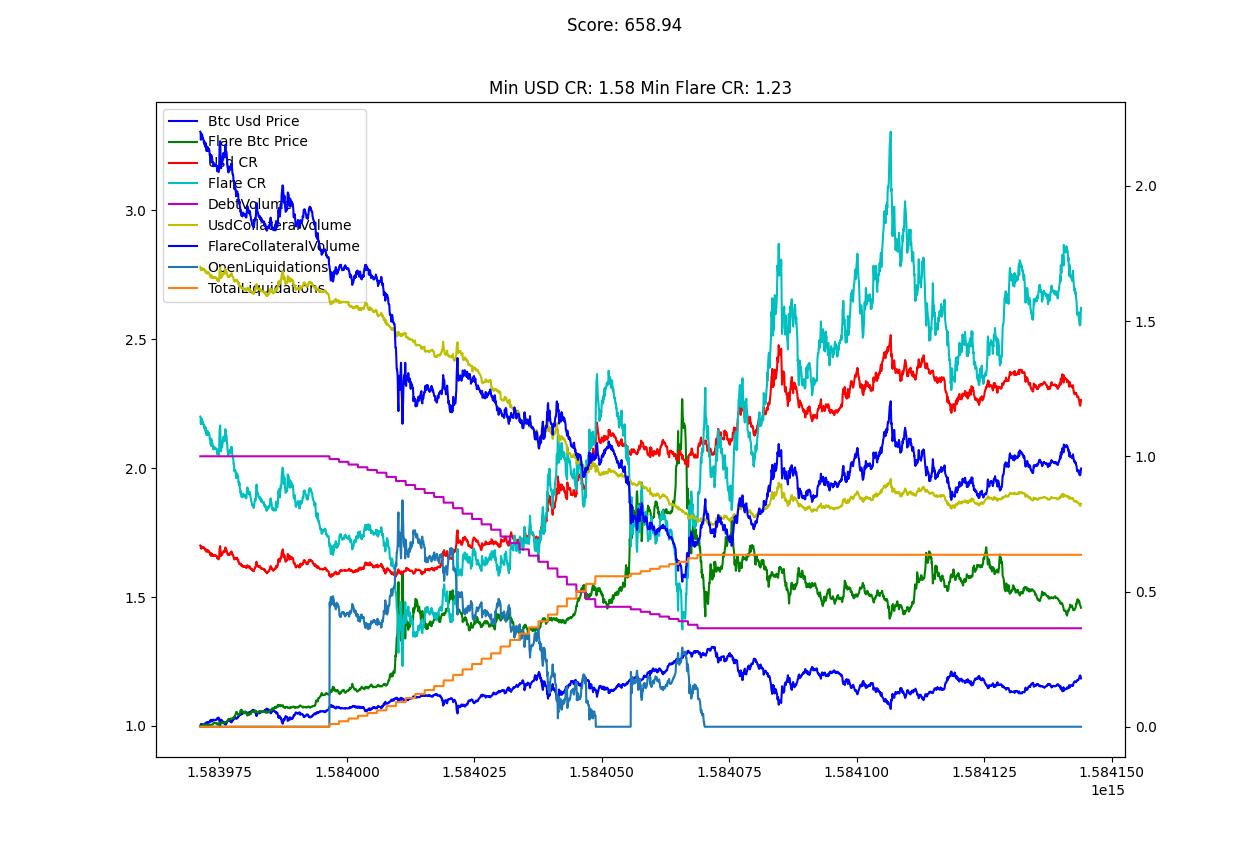 Score: 658.94
Min USD CR: 1.58 Min Flare CR: 1.23
Btc Usd Price
Flare Btc Price
Usd CR
Flare CR
DebtVolume
UsdCollateralVolume
FlareCollateralVolume
OpenLiquidations
TotalLiquidations
3.0
2.5
2.0
1.5
1.0
2.0
1.5
1.0
0.5
0.0
1.583975
1.584000
1.584025
1.584050
1.584075
1.584100
1.584125
1.584150
1e15